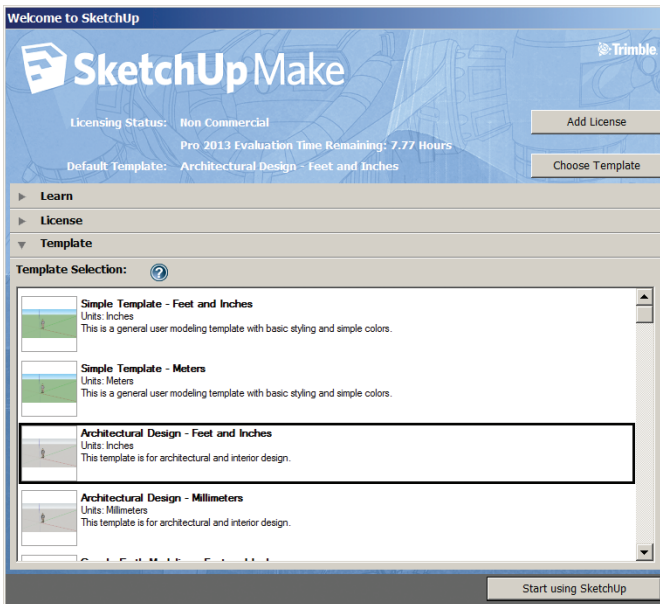 Welcome to SketchUp
SketchUp Make
Trimble
Licensing Status: Non Commercial
Add License
Pro 2013 Evaluation Time Remaining: 7.77 Hours
Default Template: Architectural Design - Feet and Inches
Choose Template
Learn
License
Template
Template Selection:
Simple Template - Feet and Inches
Units: Inches
This is a general user modeling template with basic styling and simple colors.
Simple Template - Meters
Units: Meters
This is a general user modeling template with basic styling and simple colors.
Architectural Design - Feet and Inches
Units: Inches
This template is for architectural and interior design.
Architectural Design - Millimeters
Units: Millimeters
This template is for architectural and interior design.
Start using SketchUp